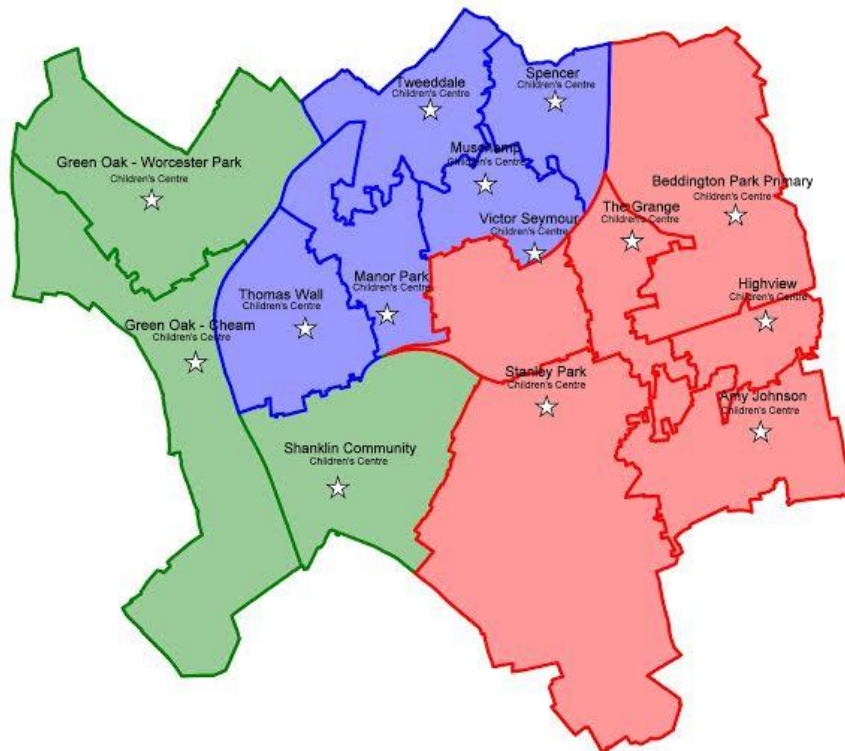 Tweeddale
Children's Centre
Spencer
Children's Centre
Muschamp
Children's Centre
Green Oak - Worcester Park
Children's Centre
Beddington Park Primary
Children's Centre
The Grange
Children's Centre
Victor Seymour
Children's Centre
Manor Park
Children's Centre
Highview
Children's Centre
Thomas Wall
Children's Centre
Green Oak - Cheam
Children's Centre
Stanley Park
Children's Centre
Amy Johnson
Children's Centre
Shanklin Community
Children's Centre